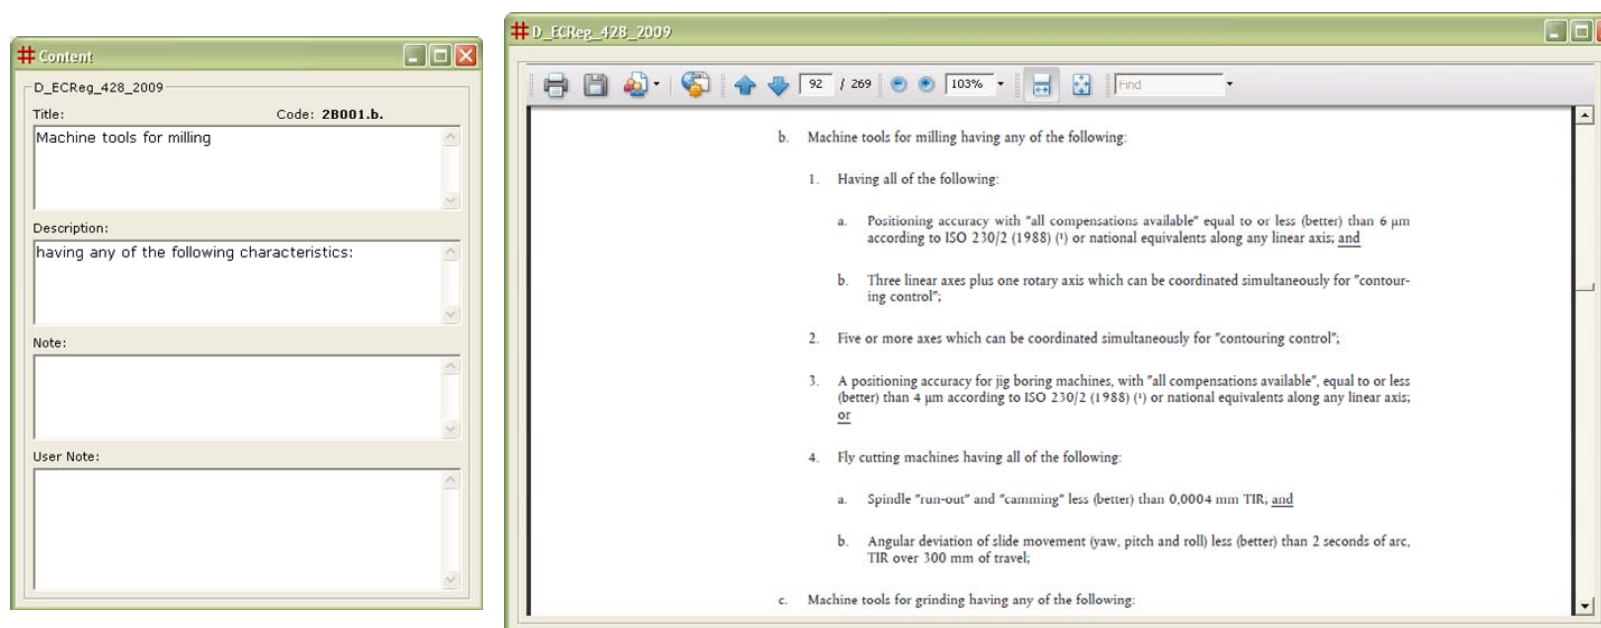 Content
D_ECReg_428_2009
Title: Code: 2B001.b.
Machine tools for milling
Description:
having any of the following characteristics:
Note:
User Note:
D_ECReg_428_2009
92 / 269 103% Find
b. Machine tools for milling having any of the following:
1. Having all of the following:
a. Positioning accuracy with "all compensations available" equal to or less (better) than 6 µm
according to ISO 230/2 (1988) (¹) or national equivalents along any linear axis; and
b. Three linear axes plus one rotary axis which can be coordinated simultaneously for "contour-
ing control";
2. Five or more axes which can be coordinated simultaneously for "contouring control";
3. A positioning accuracy for jig boring machines, with "all compensations available", equal to or less
(better) than 4 µm according to ISO 230/2 (1988) (¹) or national equivalents along any linear axis;
or
4. Fly cutting machines having all of the following:
a. Spindle "run-out" and "camming" less (better) than 0,0004 mm TIR; and
b. Angular deviation of slide movement (yaw, pitch and roll) less (better) than 2 seconds of arc,
TIR over 300 mm of travel;
c. Machine tools for grinding having any of the following: